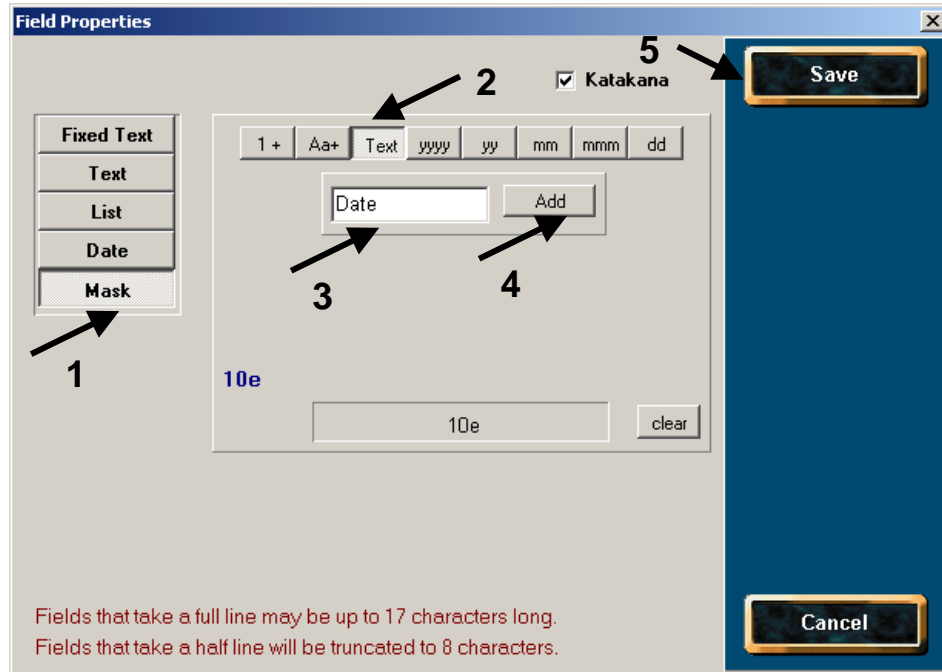 Field Properties
5
Save
2
Katakana
Fixed Text
Text
List
Date
Mask
1 +
Aa+
Text
yyyy
yy
mm
mmm
dd
Date
Add
3
4
1
10e
10e
clear
Fields that take a full line may be up to 17 characters long.
Fields that take a half line will be truncated to 8 characters.
Cancel